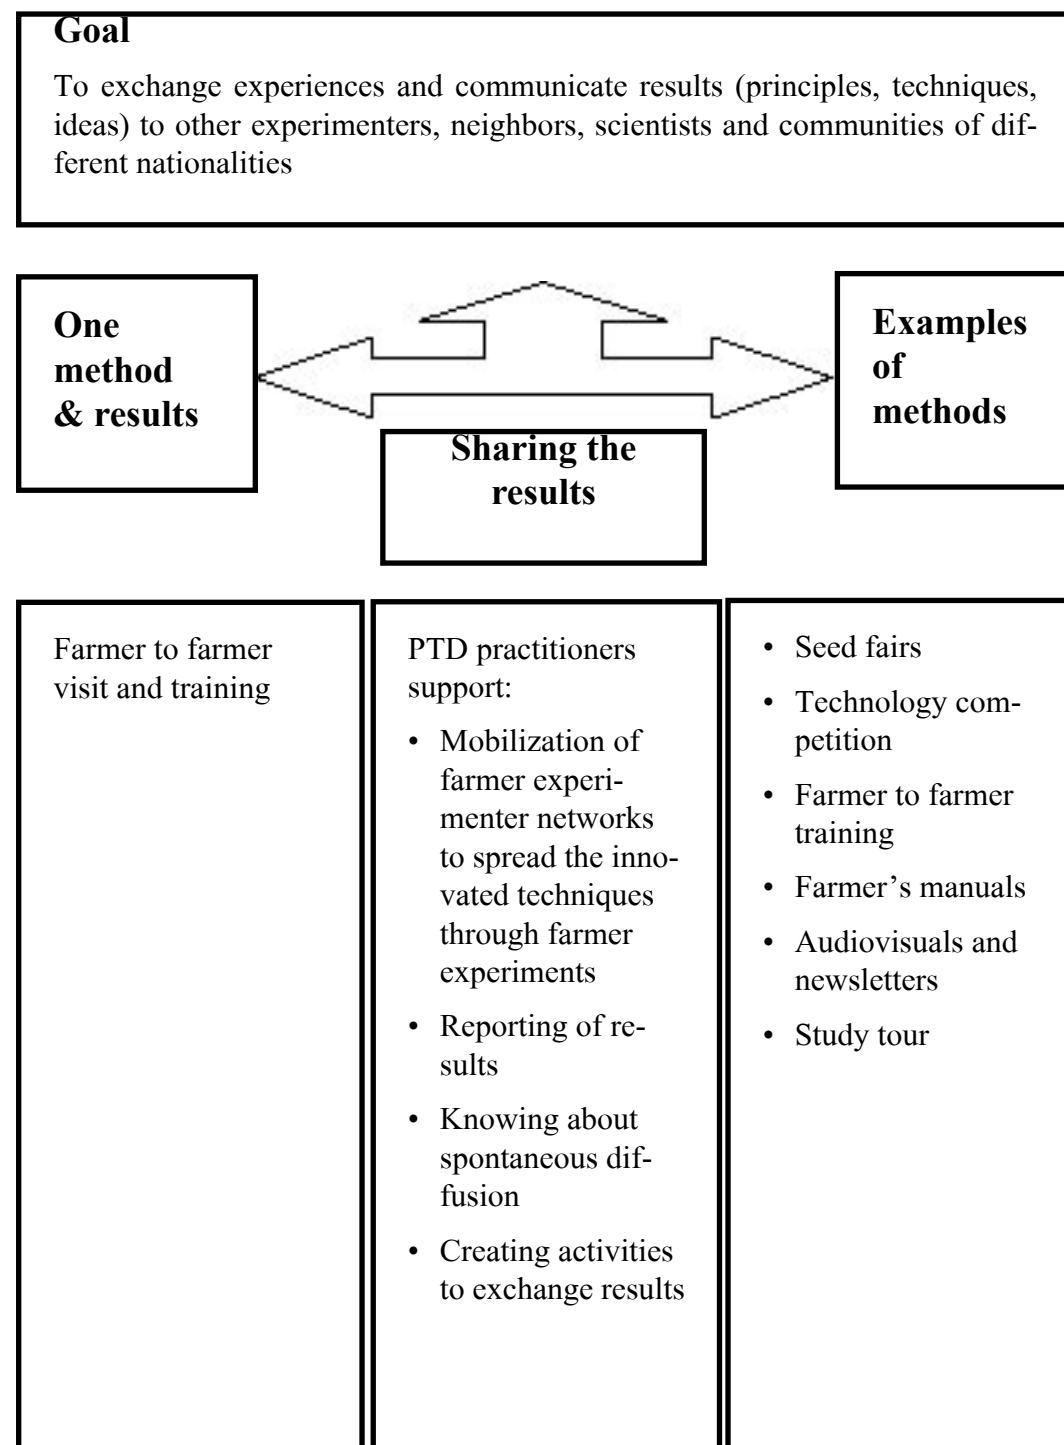 Goal
To exchange experiences and communicate results (principles, techniques,
ideas) to other experimenters, neighbors, scientists and communities of dif-
ferent nationalities
One
method
& results
Examples
of
methods
Sharing the
results
Farmer to farmer
visit and training
PTD practitioners
support:
• Mobilization of
farmer experi-
menter networks
to spread the inno-
vated techniques
through farmer
experiments
• Reporting of re-
sults
• Knowing about
spontaneous dif-
fusion
• Creating activities
to exchange results
• Seed fairs
• Technology com-
petition
• Farmer to farmer
training
• Farmer’s manuals
• Audiovisuals and
newsletters
• Study tour